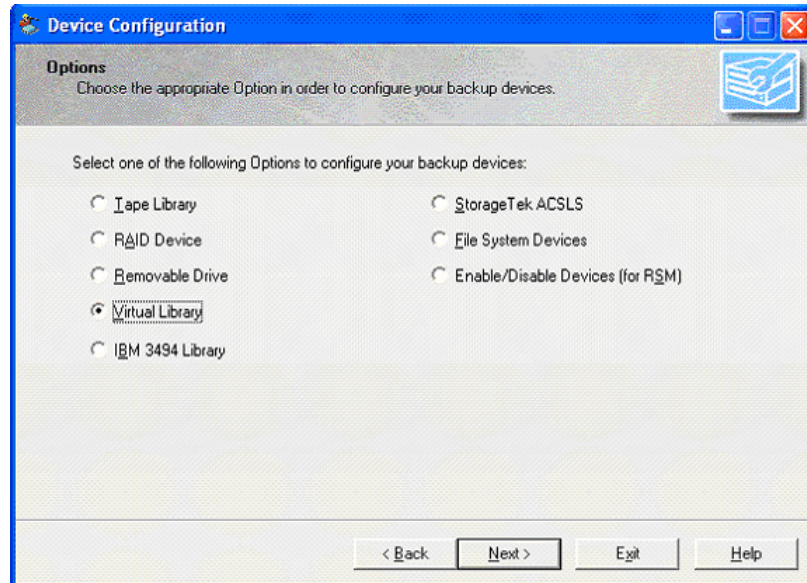 Device Configuration
Options
Choose the appropriate Option in order to configure your backup devices.
Select one of the following Options to configure your backup devices:
Tape Library
RAID Device
Removable Drive
Virtual Library
IBM 3494 Library
StorageTek ACSLS
File System Devices
Enable/Disable Devices (for RSM)
< Back
Next >
Exit
Help